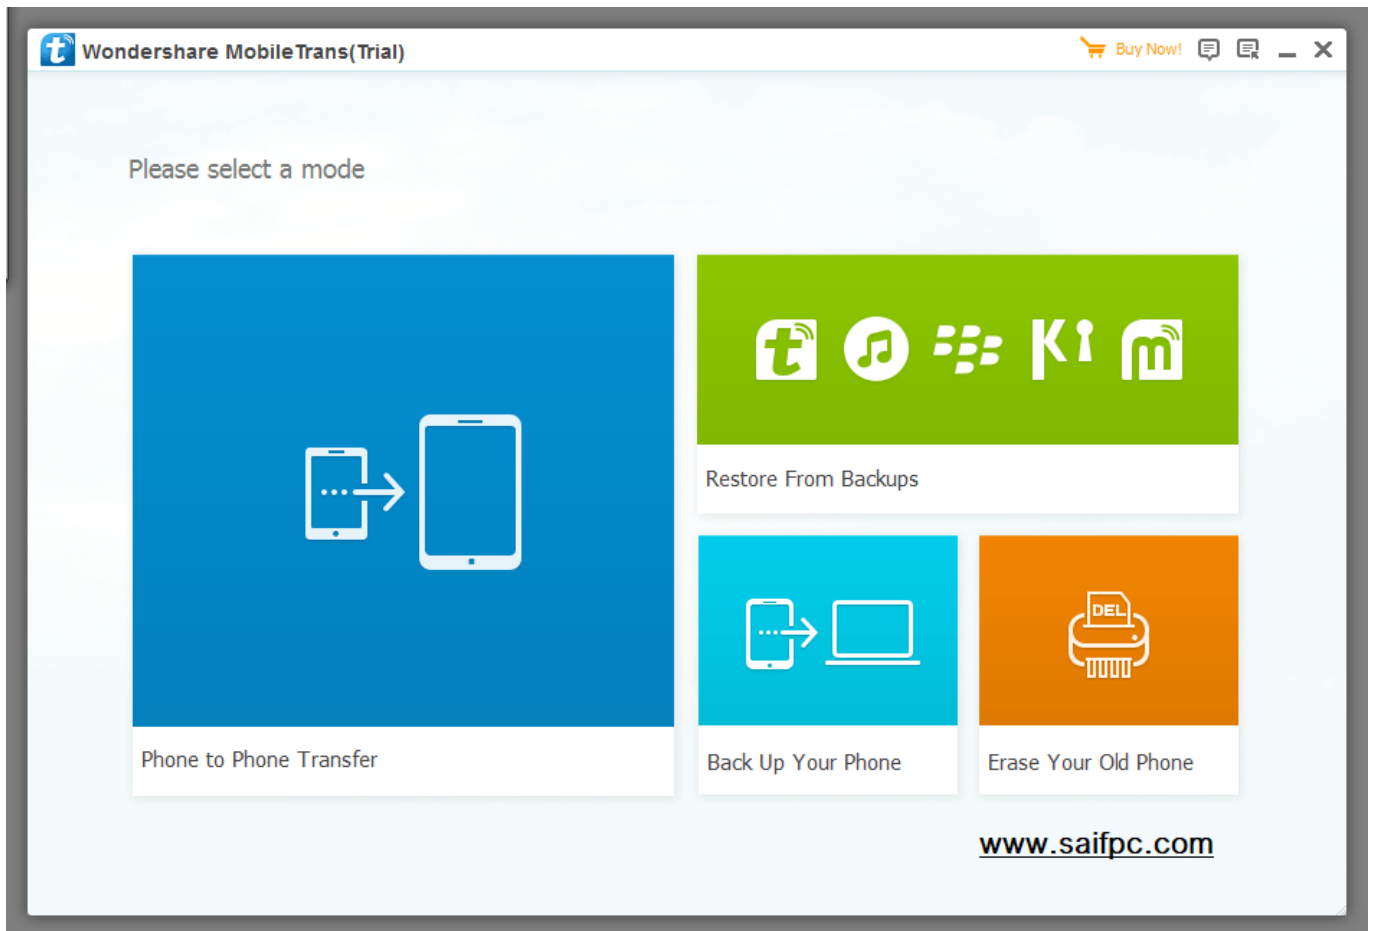 Wondershare MobileTrans(Trial)
Buy Now!
Please select a mode
Restore From Backups
DEL
Phone to Phone Transfer
Back Up Your Phone
Erase Your Old Phone
www.saifpc.com